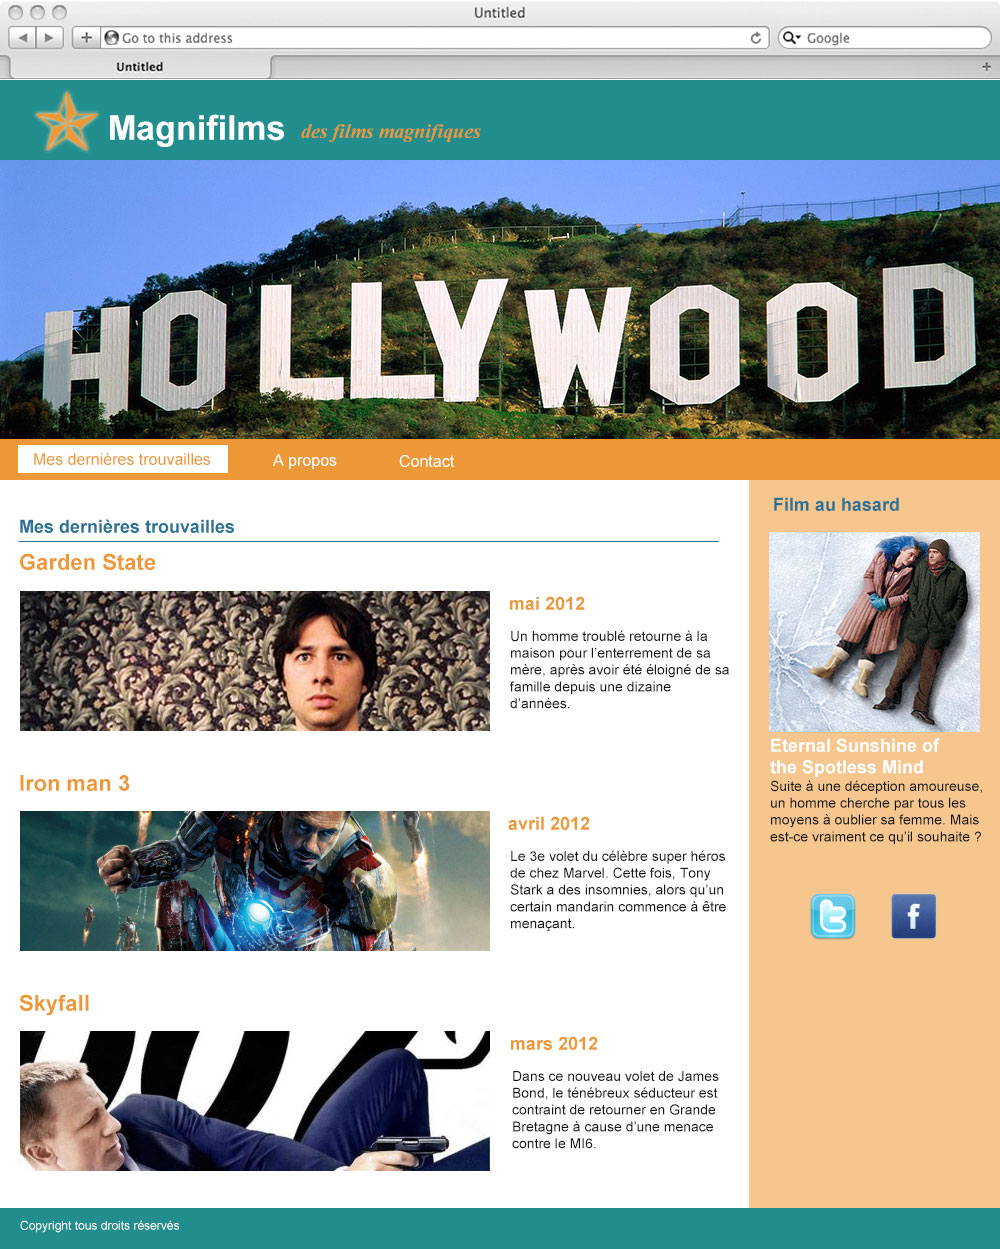 Untitled
Go to this address
Google
Untitled
Magnifilms des films magnifiques
HOLLYWOOD
Mes dernières trouvailles A propos Contact
Mes dernières trouvailles
Garden State
mai 2012
Un homme troublé retourne à la
maison pour l’enterrement de sa
mère, après avoir été éloigné de sa
famille depuis une dizaine
d’années.
Iron man 3
avril 2012
Le 3e volet du célèbre super héros
de chez Marvel. Cette fois, Tony
Stark a des insomnies, alors qu’un
certain mandarin commence à être
menaçant.
Skyfall
007
mars 2012
Dans ce nouveau volet de James
Bond, le ténébreux séducteur est
contraint de retourner en Grande
Bretagne à cause d’une menace
contre le MI6.
Film au hasard
Eternal Sunshine of
the Spotless Mind
Suite à une déception amoureuse,
un homme cherche par tous les
moyens à oublier sa femme. Mais
est-ce vraiment ce qu’il souhaite ?
t f
Copyright tous droits réservés